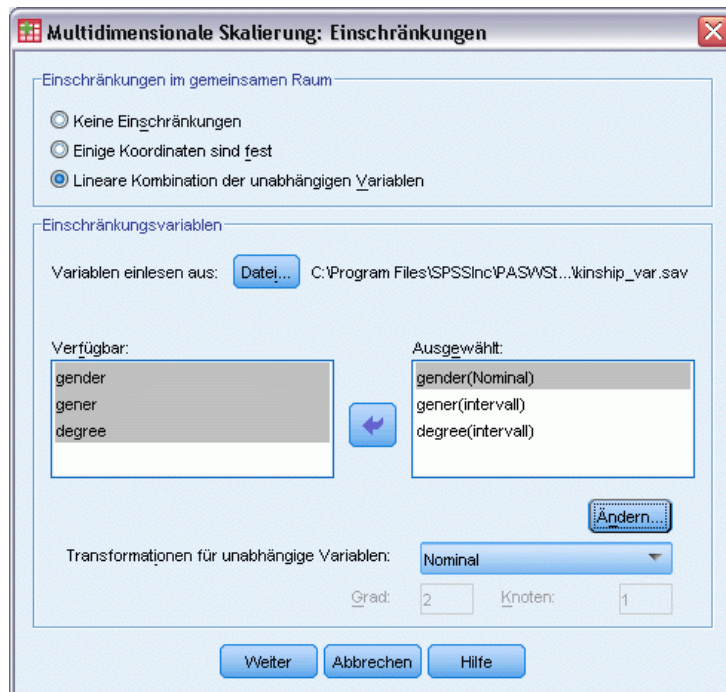 Multidimensionale Skalierung: Einschränkungen
Einschränkungen im gemeinsamen Raum
Keine Einschränkungen
Einige Koordinaten sind fest
Lineare Kombination der unabhängigen Variablen
Einschränkungsvariablen
Variablen einlesen aus: Datei... C:\Program Files\SPSSInc\PASWSt...\kinship_var.sav
Verfügbar: Ausgewählt:
gender gender(Nominal)
gener gener(intervall)
degree degree(intervall)
Ändern...
Transformationen für unabhängige Variablen: Nominal
Grad: 2 Knoten: 1
Weiter Abbrechen Hilfe